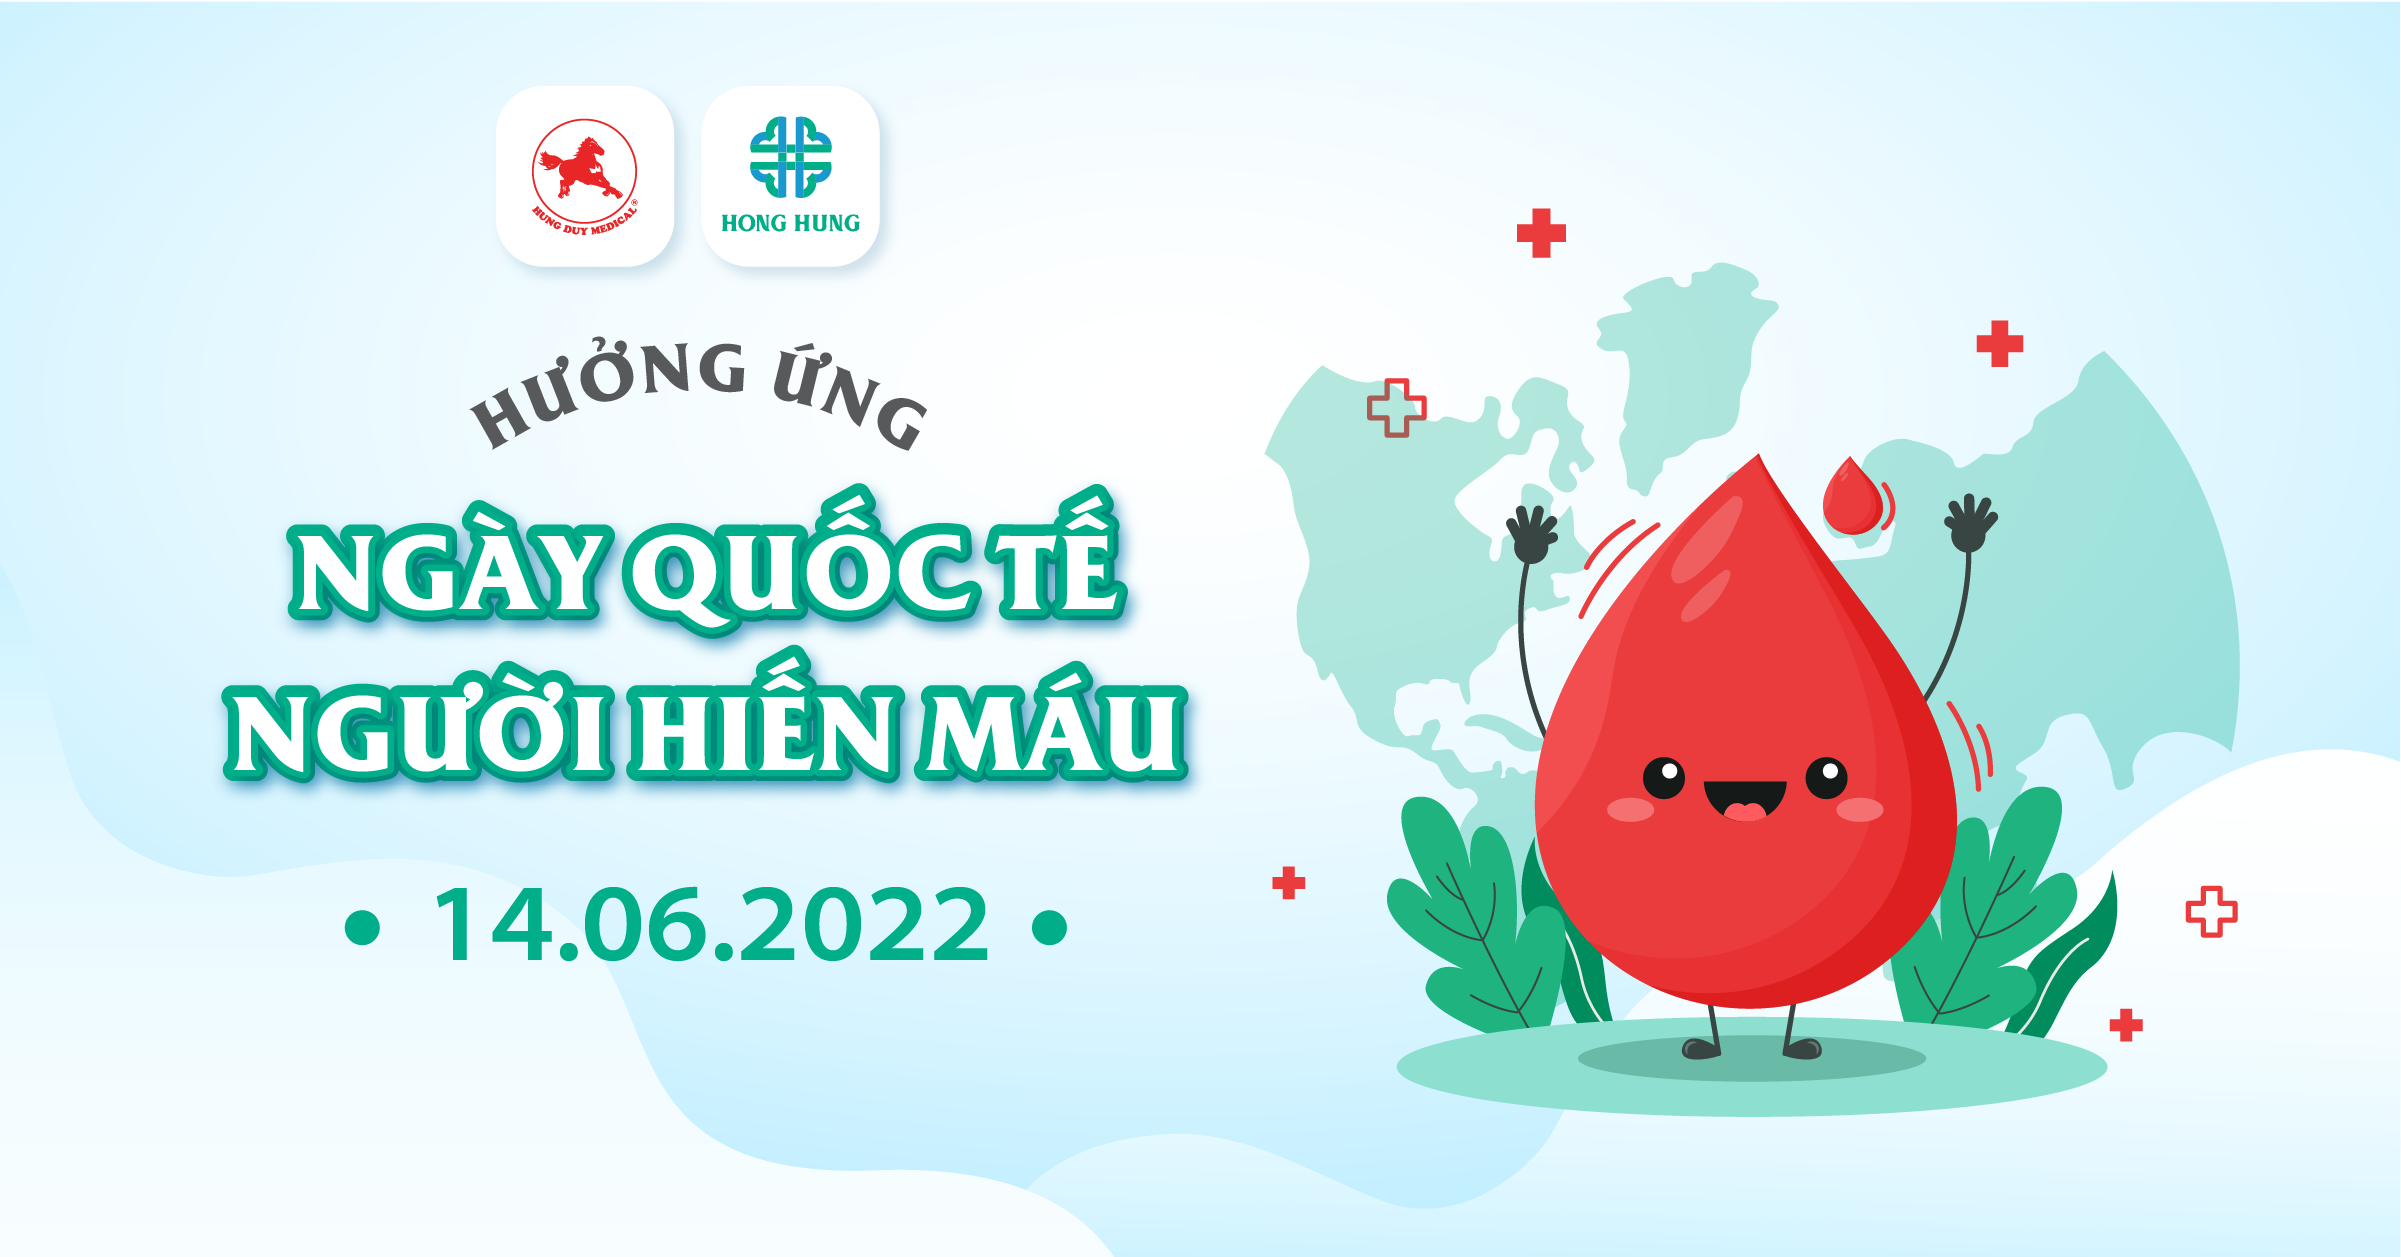 HUNG DUY MEDICAL®
HONG HUNG
HƯỞNG ỨNG
NGÀY QUỐC TẾ
NGƯỜI HIẾN MÁU
• 14.06.2022 •